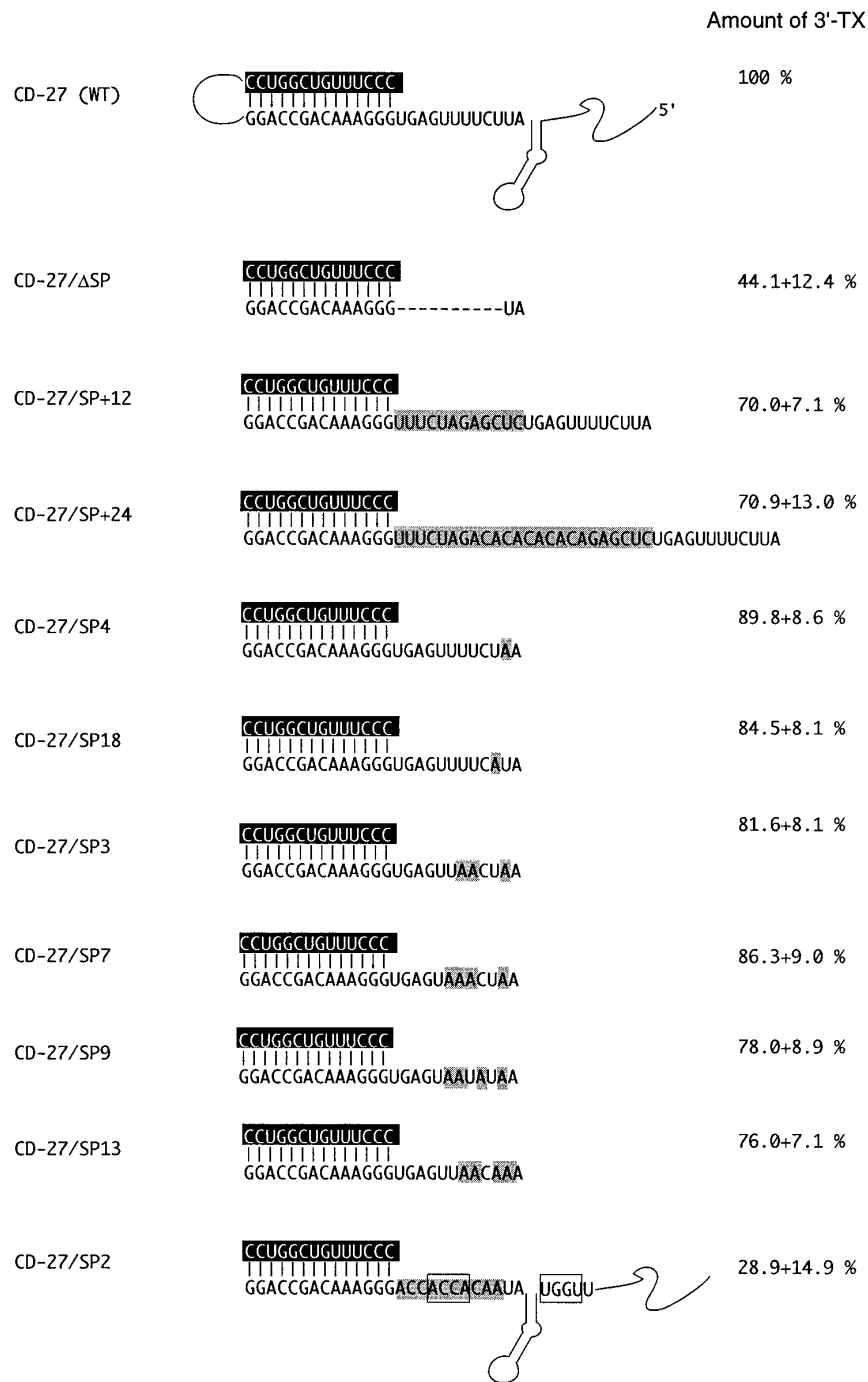 Amount of 3'-TX
CD-27 (WT)
CCUGGCUGUUUCCC
100 %
GGACCGACAAAGGGUGAGUUUUCUUA
5'
CD-27/ΔSP
CCUGGCUGUUUCCC
44.1+12.4 %
GGACCGACAAAGGG----------UA
CD-27/SP+12
CCUGGCUGUUUCCC
70.0+7.1 %
GGACCGACAAAGGGUUUCUAGAGCUCUGAGUUUUCUUA
CD-27/SP+24
CCUGGCUGUUUCCC
70.9+13.0 %
GGACCGACAAAGGGUUUCUAGACACACACACAGAGCUCUGAGUUUUCUUA
CD-27/SP4
CCUGGCUGUUUCCC
89.8+8.6 %
GGACCGACAAAGGGUGAGUUUUCUAA
CD-27/SP18
CCUGGCUGUUUCCC
84.5+8.1 %
GGACCGACAAAGGGUGAGUUUUCAUA
CD-27/SP3
CCUGGCUGUUUCCC
81.6+8.1 %
GGACCGACAAAGGGUGAGUUAACUAA
CD-27/SP7
CCUGGCUGUUUCCC
86.3+9.0 %
GGACCGACAAAGGGUGAGUAAACUAA
CD-27/SP9
CCUGGCUGUUUCCC
78.0+8.9 %
GGACCGACAAAGGGUGAGUAAUAUAA
CD-27/SP13
CCUGGCUGUUUCCC
76.0+7.1 %
GGACCGACAAAGGGUGAGUUAACAAA
CD-27/SP2
CCUGGCUGUUUCCC
28.9+14.9 %
GGACCGACAAAGGGACCACCACAAUA UGGUU